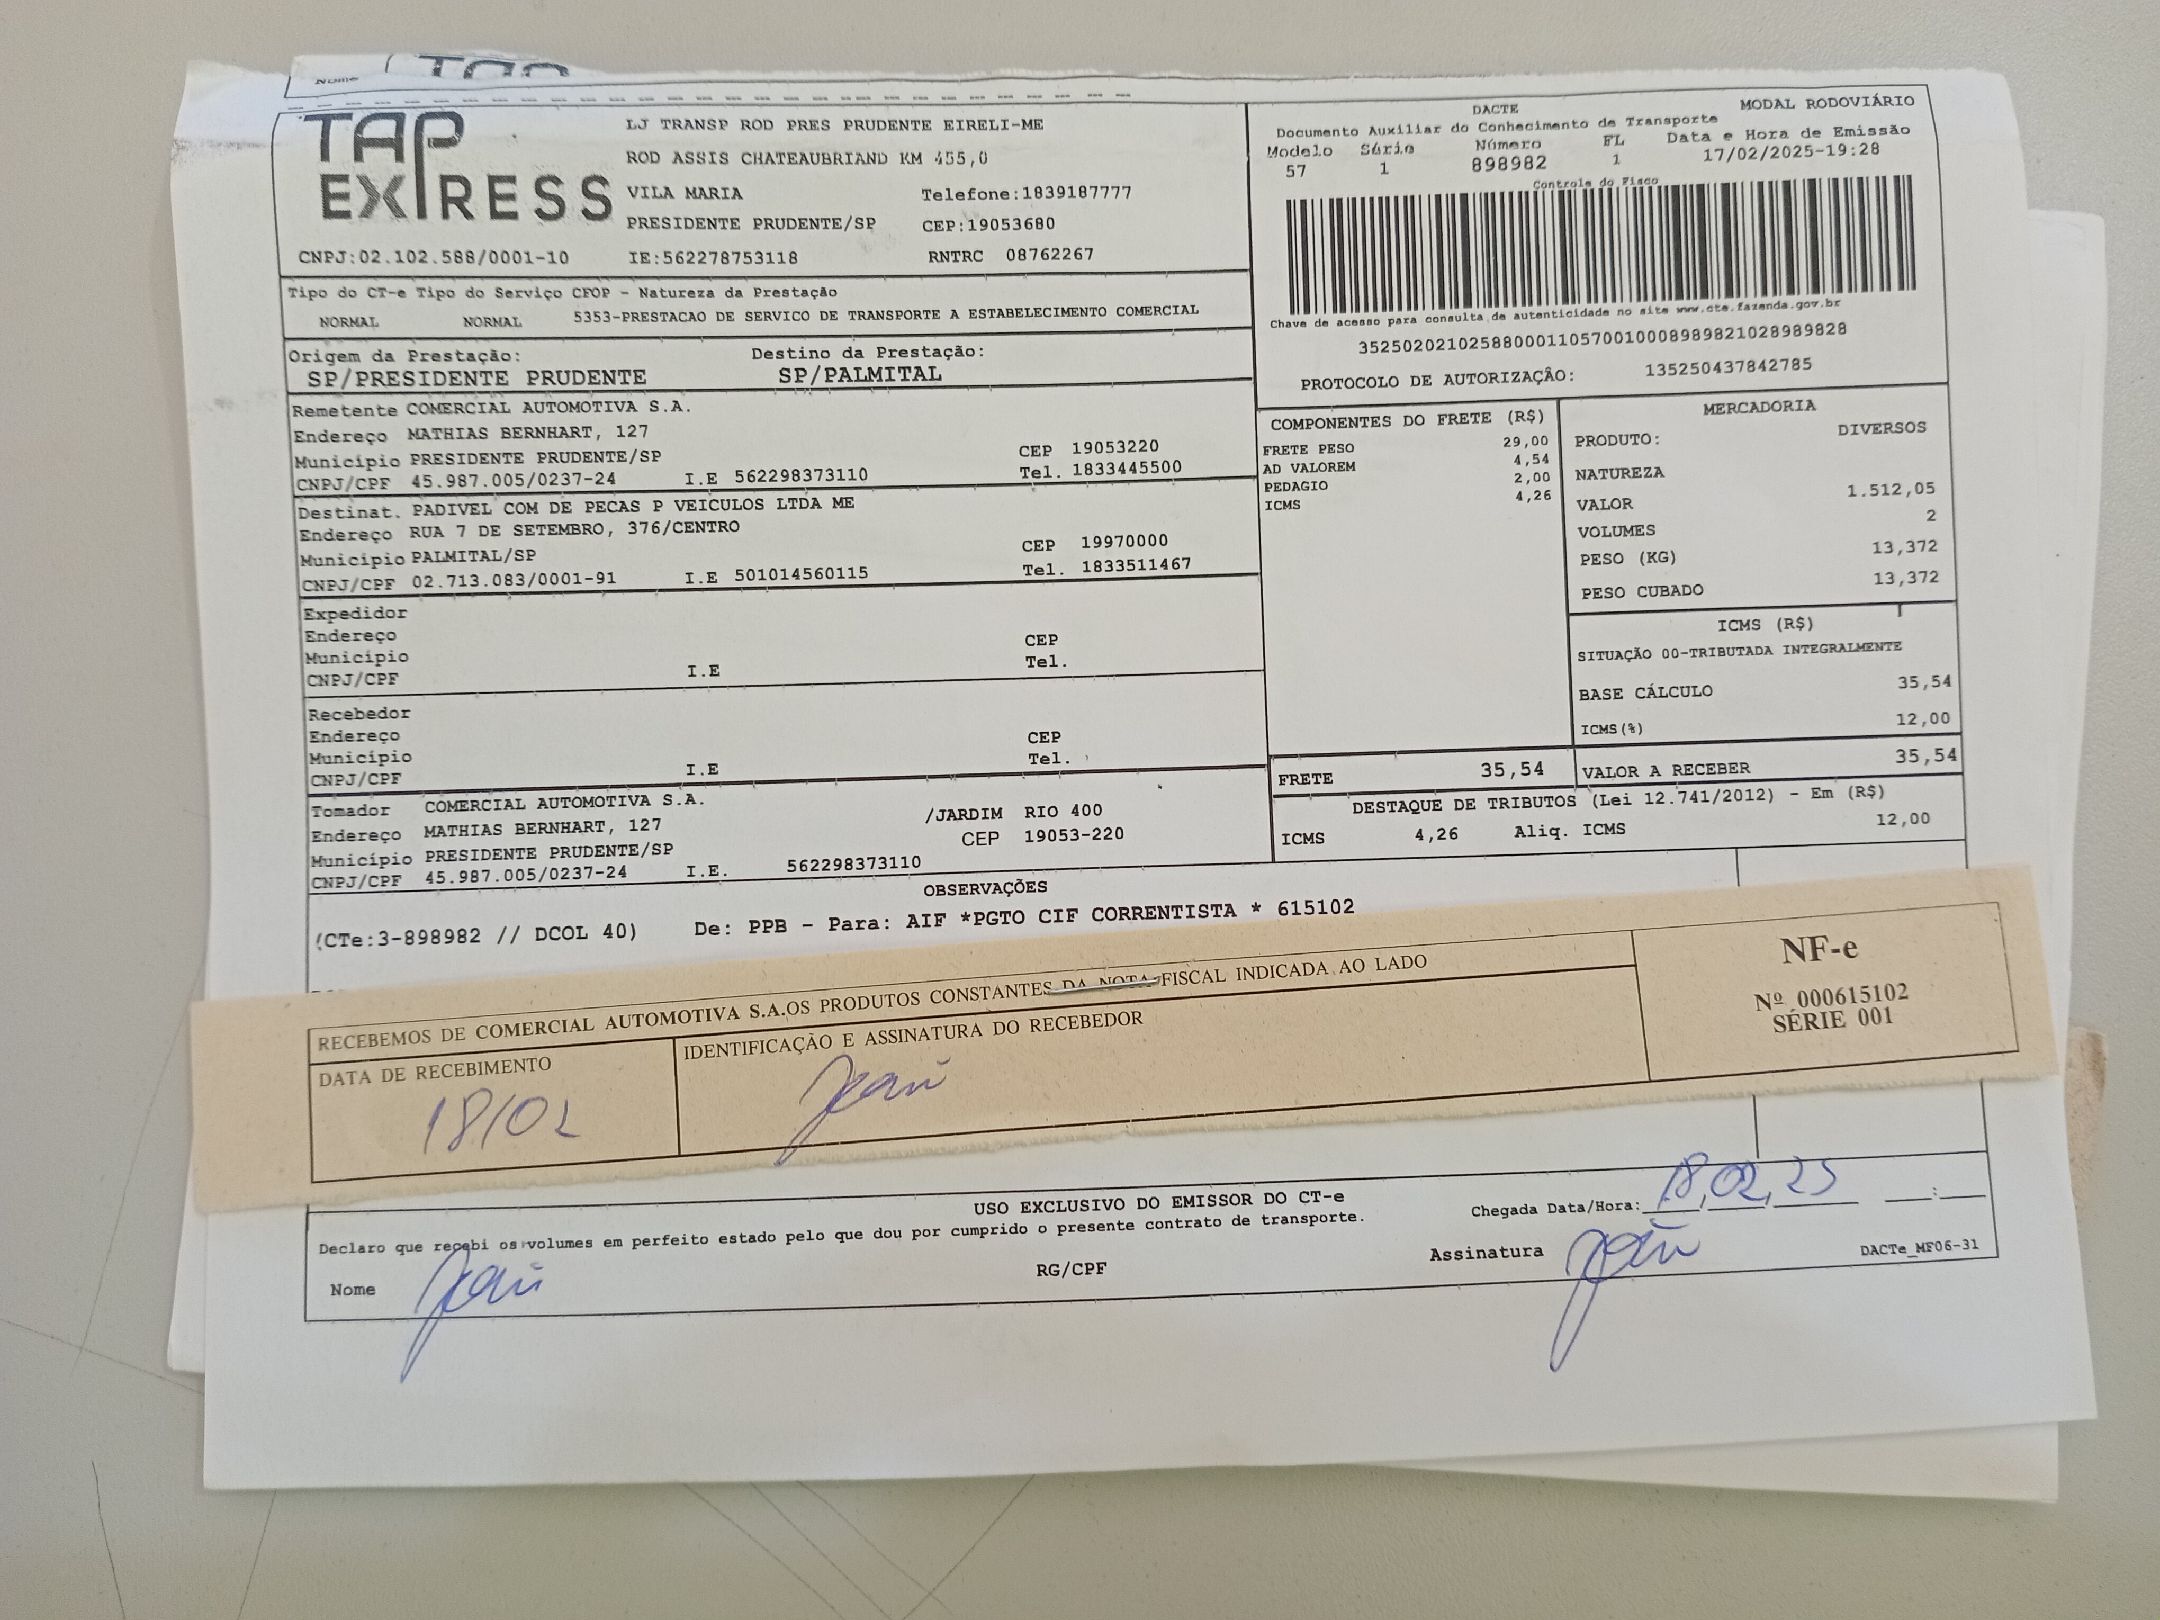 Nome
TAP
TAP EXPRESS
LJ TRANSP ROD PRES PRUDENTE EIRELI-ME
ROD ASSIS CHATEAUBRIAND KM 455,0
VILA MARIA Telefone:1839187777
PRESIDENTE PRUDENTE/SP CEP:19053680
CNPJ:02.102.588/0001-10 IE:562278753118 RNTRC 08762267
DACTE MODAL RODOVIÁRIO
Documento Auxiliar do Conhecimento de Transporte
Modelo Série Número FL Data e Hora de Emissão
57 1 898982 1 17/02/2025-19:28
Controle do Fisco
Chave de acesso para consulta de autenticidade no site www.cte.fazenda.gov.br
35250202102588000110570010008989821028989828
PROTOCOLO DE AUTORIZAÇÃO: 135250437842785
Tipo do CT-e Tipo do Serviço CFOP - Natureza da Prestação
NORMAL NORMAL 5353-PRESTACAO DE SERVICO DE TRANSPORTE A ESTABELECIMENTO COMERCIAL
Origem da Prestação: Destino da Prestação:
SP/PRESIDENTE PRUDENTE SP/PALMITAL
Remetente COMERCIAL AUTOMOTIVA S.A.
Endereço MATHIAS BERNHART, 127
Município PRESIDENTE PRUDENTE/SP CEP 19053220
CNPJ/CPF 45.987.005/0237-24 I.E 562298373110 Tel. 1833445500
Destinat. PADIVEL COM DE PECAS P VEICULOS LTDA ME
Endereço RUA 7 DE SETEMBRO, 376/CENTRO
Município PALMITAL/SP CEP 19970000
CNPJ/CPF 02.713.083/0001-91 I.E 501014560115 Tel. 1833511467
Expedidor
Endereço CEP
Município Tel.
CNPJ/CPF I.E
Recebedor
Endereço CEP
Município Tel.
CNPJ/CPF I.E
Tomador COMERCIAL AUTOMOTIVA S.A. /JARDIM RIO 400
Endereço MATHIAS BERNHART, 127 CEP 19053-220
Município PRESIDENTE PRUDENTE/SP
CNPJ/CPF 45.987.005/0237-24 I.E. 562298373110
COMPONENTES DO FRETE (R$)
FRETE PESO 29,00
AD VALOREM 4,54
PEDAGIO 2,00
ICMS 4,26
MERCADORIA
PRODUTO: DIVERSOS
NATUREZA
VALOR 1.512,05
VOLUMES 2
PESO (KG) 13,372
PESO CUBADO 13,372
ICMS (R$)
SITUAÇÃO 00-TRIBUTADA INTEGRALMENTE
BASE CÁLCULO 35,54
ICMS(%) 12,00
FRETE 35,54 VALOR A RECEBER 35,54
DESTAQUE DE TRIBUTOS (Lei 12.741/2012) - Em (R$)
ICMS 4,26 Aliq. ICMS 12,00
OBSERVAÇÕES
(CTe:3-898982 // DCOL 40) De: PPB - Para: AIF *PGTO CIF CORRENTISTA * 615102
RECEBEMOS DE COMERCIAL AUTOMOTIVA S.A.OS PRODUTOS CONSTANTES DA NOTA FISCAL INDICADA AO LADO
DATA DE RECEBIMENTO IDENTIFICAÇÃO E ASSINATURA DO RECEBEDOR
18/02
NF-e
Nº 000615102
SÉRIE 001
USO EXCLUSIVO DO EMISSOR DO CT-e
Chegada Data/Hora: 18,02,25 __:__
Declaro que recebi os volumes em perfeito estado pelo que dou por cumprido o presente contrato de transporte.
Nome RG/CPF Assinatura DACTe_MF06-31